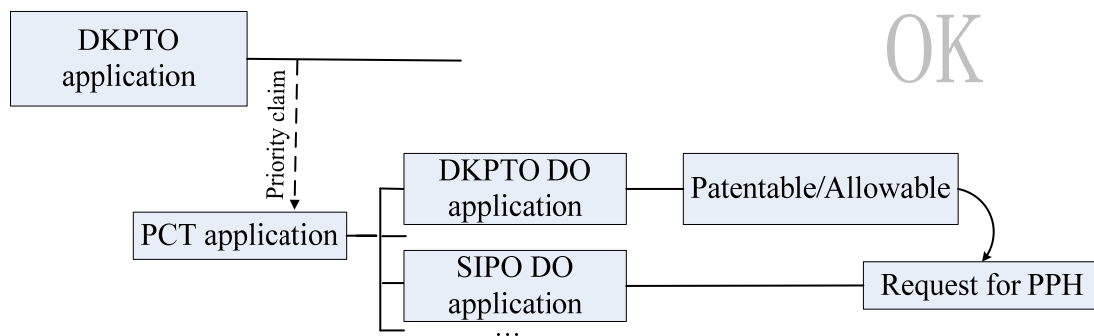 DKPTO
application
OK
Priority claim
DKPTO DO
application
Patentable/Allowable
PCT application
SIPO DO
application
Request for PPH
...